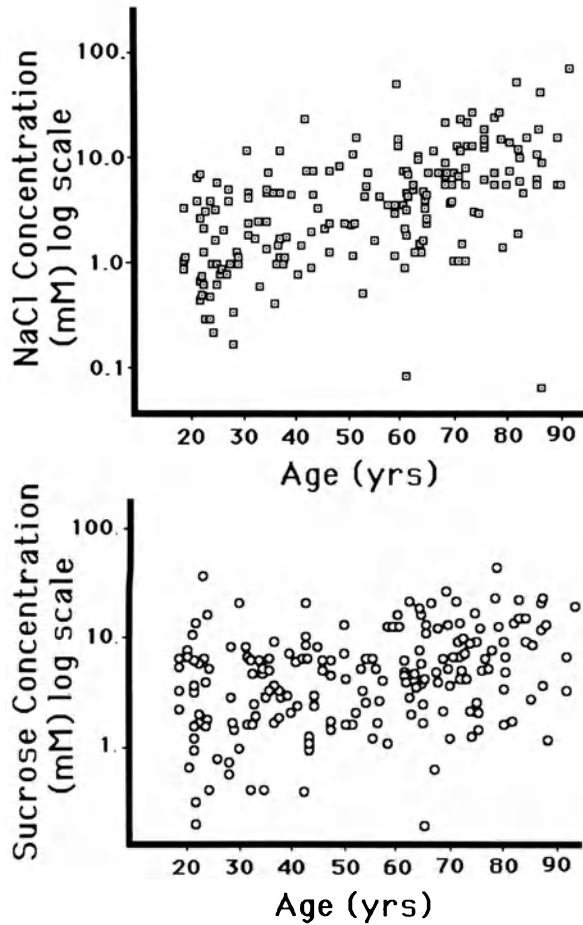 NaCl Concentration
(mM) log scale
100.
10.0
1.0
0.1
20 30 40 50 60 70 80 90
Age (yrs)
Sucrose Concentration
(mM) log scale
100.
10.
1.
20 30 40 50 60 70 80 90
Age (yrs)